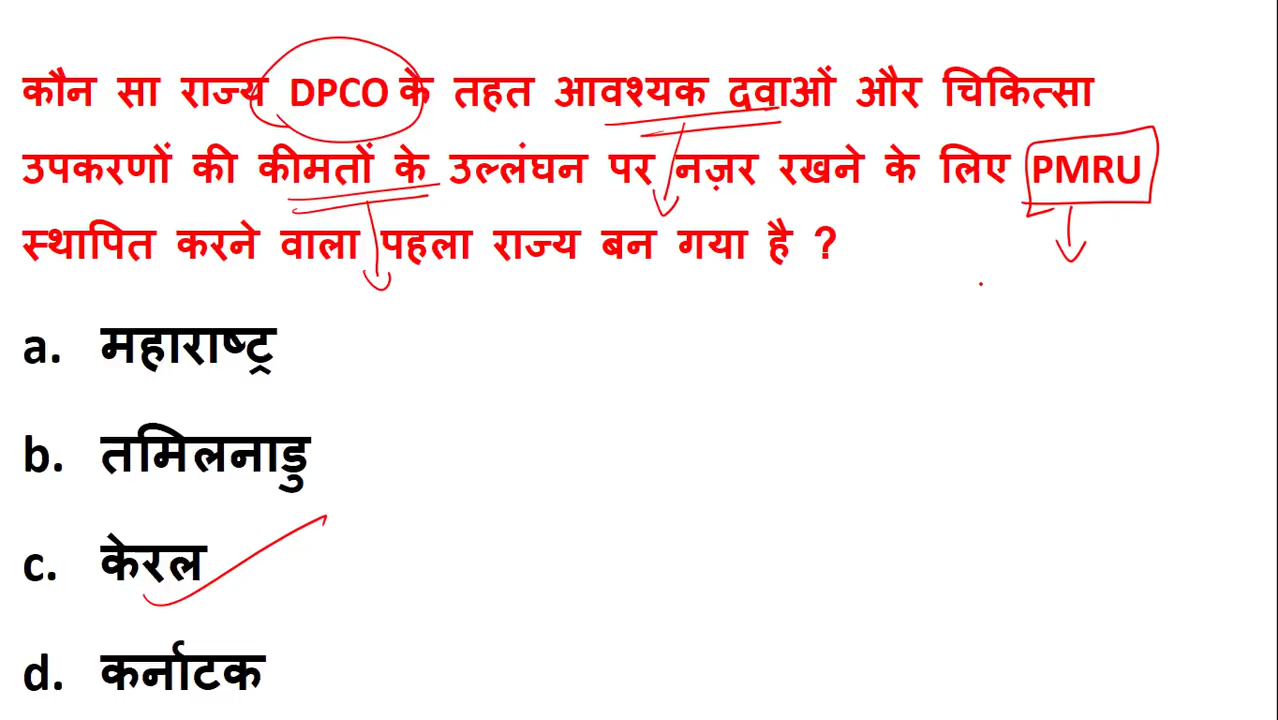 कौन सा राज्य DPCO के तहत आवश्यक दवाओं और चिकित्सा
उपकरणों की कीमतों के उल्लंघन पर नज़र रखने के लिए PMRU
स्थापित करने वाला पहला राज्य बन गया है ?
a. महाराष्ट्र
b. तमिलनाडु
c. केरल
d. कर्नाटक